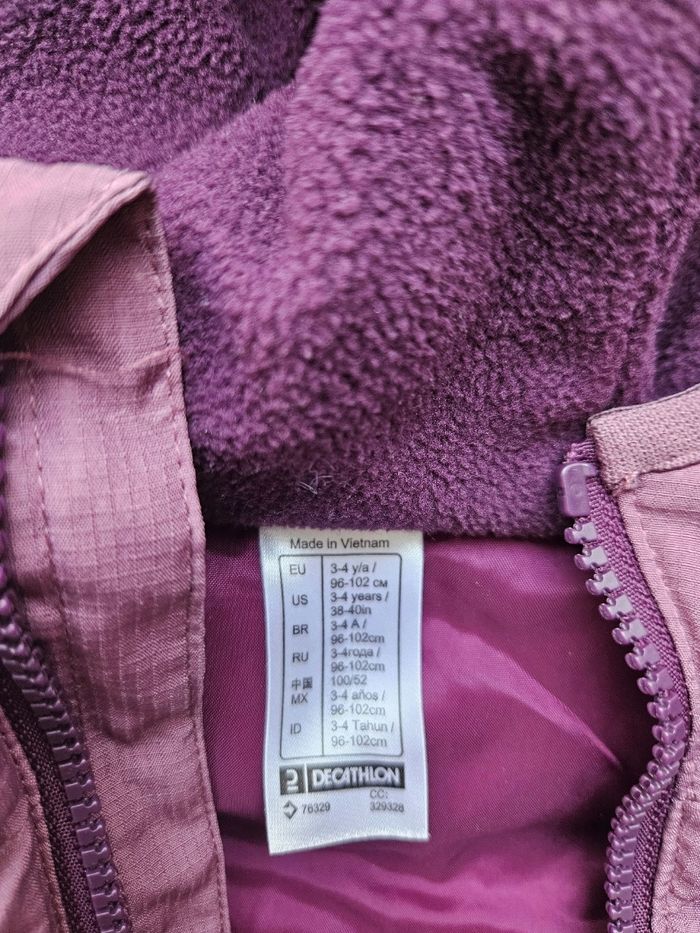 Made in Vietnam
EU 3-4 y/a /
96-102 см
US 3-4 years /
38-40in
BR 3-4 A /
96-102cm
RU 3-4года /
96-102cm
中国 100/52
MX 3-4 años /
96-102cm
ID 3-4 Tahun /
96-102cm
DECATHLON
76329 CC:
329328